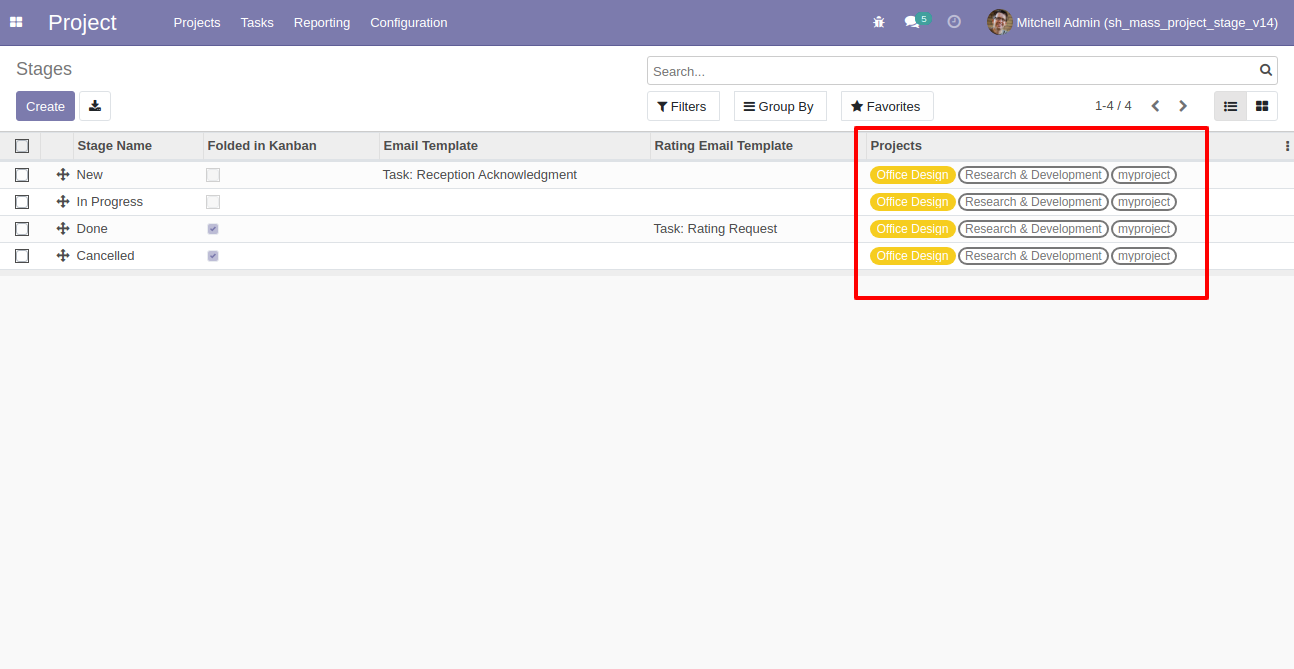 Project Projects Tasks Reporting Configuration 5 Mitchell Admin (sh_mass_project_stage_v14)
Stages Search...
Create Filters Group By Favorites 1-4 / 4
Stage Name Folded in Kanban Email Template Rating Email Template Projects
New Task: Reception Acknowledgment Office Design Research & Development myproject
In Progress Office Design Research & Development myproject
Done Task: Rating Request Office Design Research & Development myproject
Cancelled Office Design Research & Development myproject